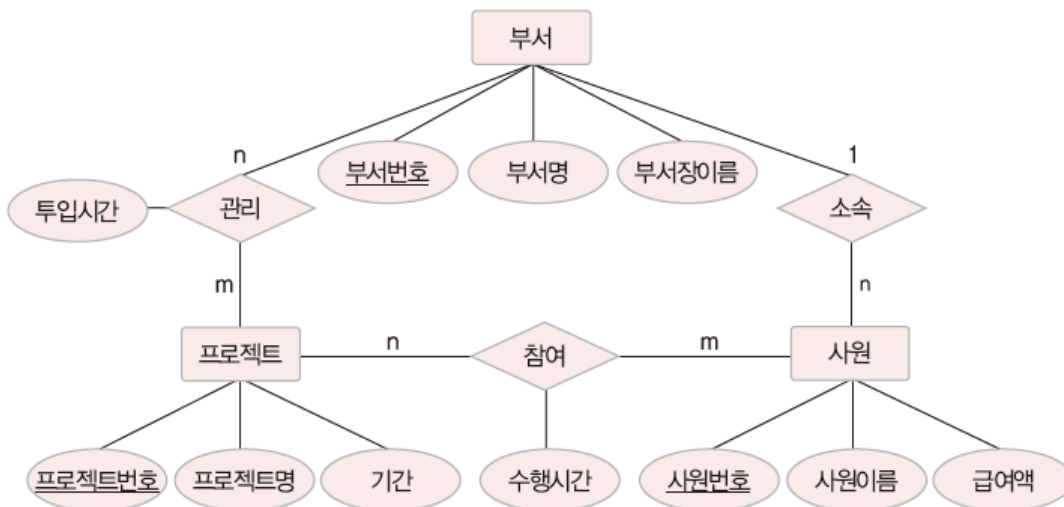 부서
n
1
부서번호
부서명
부서장이름
투입시간
관리
소속
m
n
프로젝트
n
참여
m
사원
프로젝트번호
프로젝트명
기간
수행시간
사원번호
사원이름
급여액